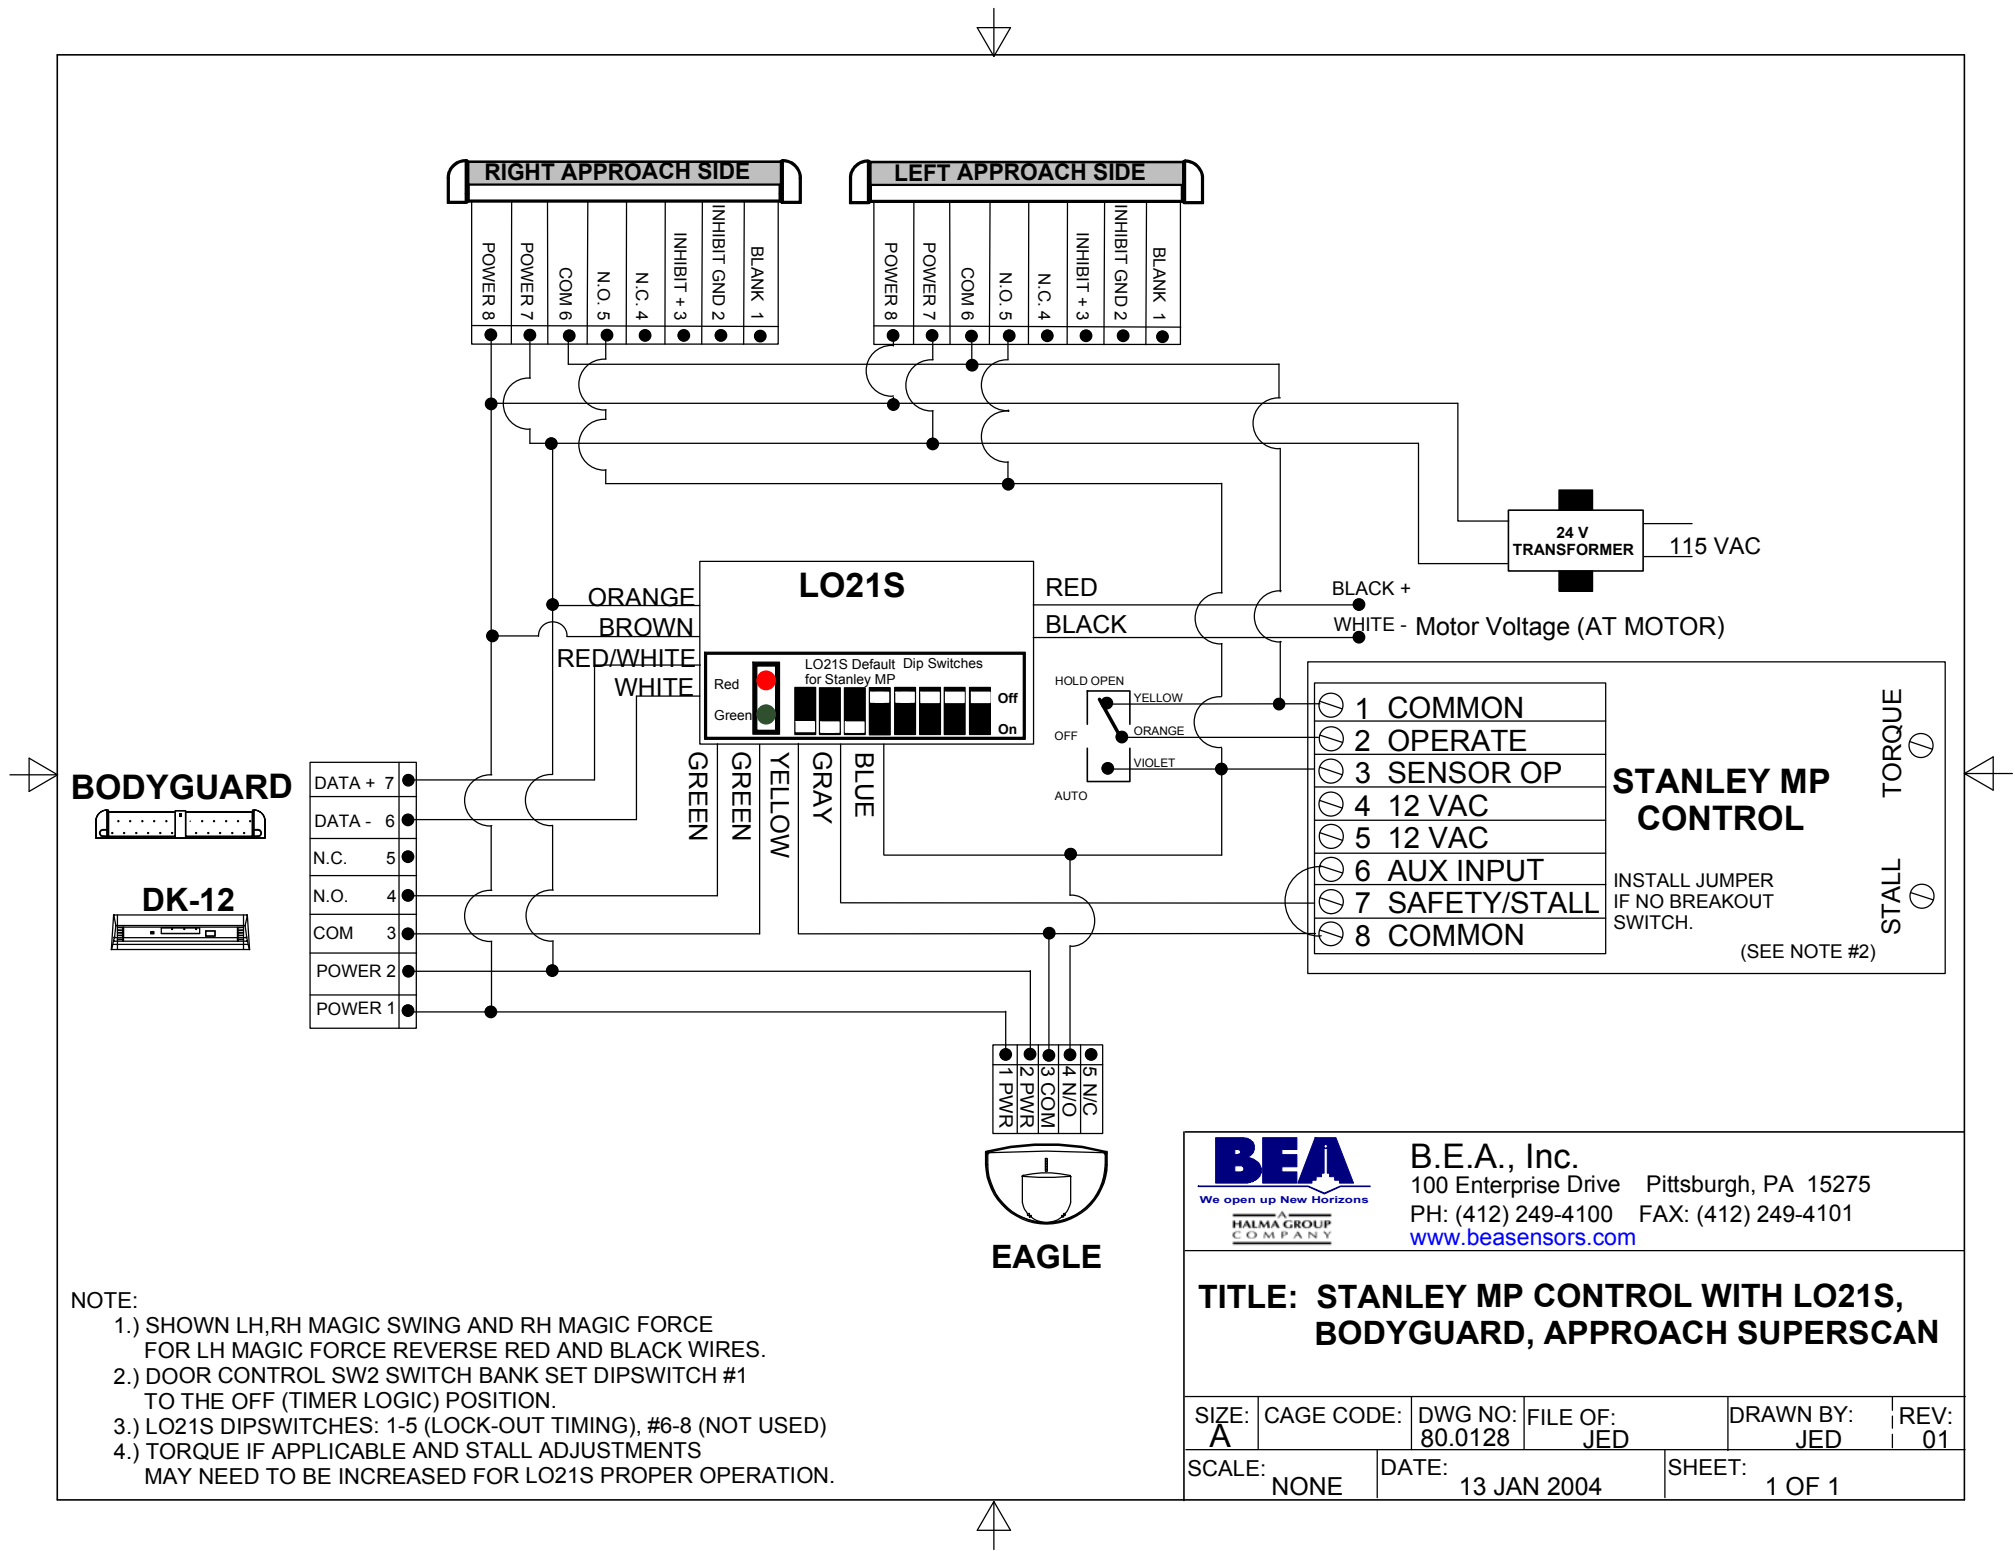 RIGHT APPROACH SIDE
LEFT APPROACH SIDE
POWER 8
POWER 7
COM 6
N.O. 5
N.C. 4
INHIBIT + 3
INHIBIT GND 2
BLANK 1
POWER 8
POWER 7
COM 6
N.O. 5
N.C. 4
INHIBIT + 3
INHIBIT GND 2
BLANK 1
24 V
TRANSFORMER
115 VAC
LO21S
ORANGE
BROWN
RED/WHITE
WHITE
RED
BLACK
BLACK +
WHITE - Motor Voltage (AT MOTOR)
LO21S Default Dip Switches
for Stanley MP
Red
Green
Off
On
GREEN
GREEN
YELLOW
GRAY
BLUE
HOLD OPEN
OFF
AUTO
YELLOW
ORANGE
VIOLET
1 COMMON
2 OPERATE
3 SENSOR OP
4 12 VAC
5 12 VAC
6 AUX INPUT
7 SAFETY/STALL
8 COMMON
STANLEY MP
CONTROL
INSTALL JUMPER
IF NO BREAKOUT
SWITCH.
(SEE NOTE #2)
TORQUE
STALL
BODYGUARD
DK-12
DATA + 7
DATA - 6
N.C. 5
N.O. 4
COM 3
POWER 2
POWER 1
1 PWR
2 PWR
3 COM
4 N/O
5 N/C
EAGLE
NOTE:
1.) SHOWN LH,RH MAGIC SWING AND RH MAGIC FORCE
FOR LH MAGIC FORCE REVERSE RED AND BLACK WIRES.
2.) DOOR CONTROL SW2 SWITCH BANK SET DIPSWITCH #1
TO THE OFF (TIMER LOGIC) POSITION.
3.) LO21S DIPSWITCHES: 1-5 (LOCK-OUT TIMING), #6-8 (NOT USED)
4.) TORQUE IF APPLICABLE AND STALL ADJUSTMENTS
MAY NEED TO BE INCREASED FOR LO21S PROPER OPERATION.
BEA
We open up New Horizons
A
HALMA GROUP
COMPANY
B.E.A., Inc.
100 Enterprise Drive Pittsburgh, PA 15275
PH: (412) 249-4100 FAX: (412) 249-4101
www.beasensors.com
TITLE: STANLEY MP CONTROL WITH LO21S,
BODYGUARD, APPROACH SUPERSCAN
SIZE: A
CAGE CODE:
DWG NO: 80.0128
FILE OF: JED
DRAWN BY: JED
REV: 01
SCALE: NONE
DATE: 13 JAN 2004
SHEET: 1 OF 1